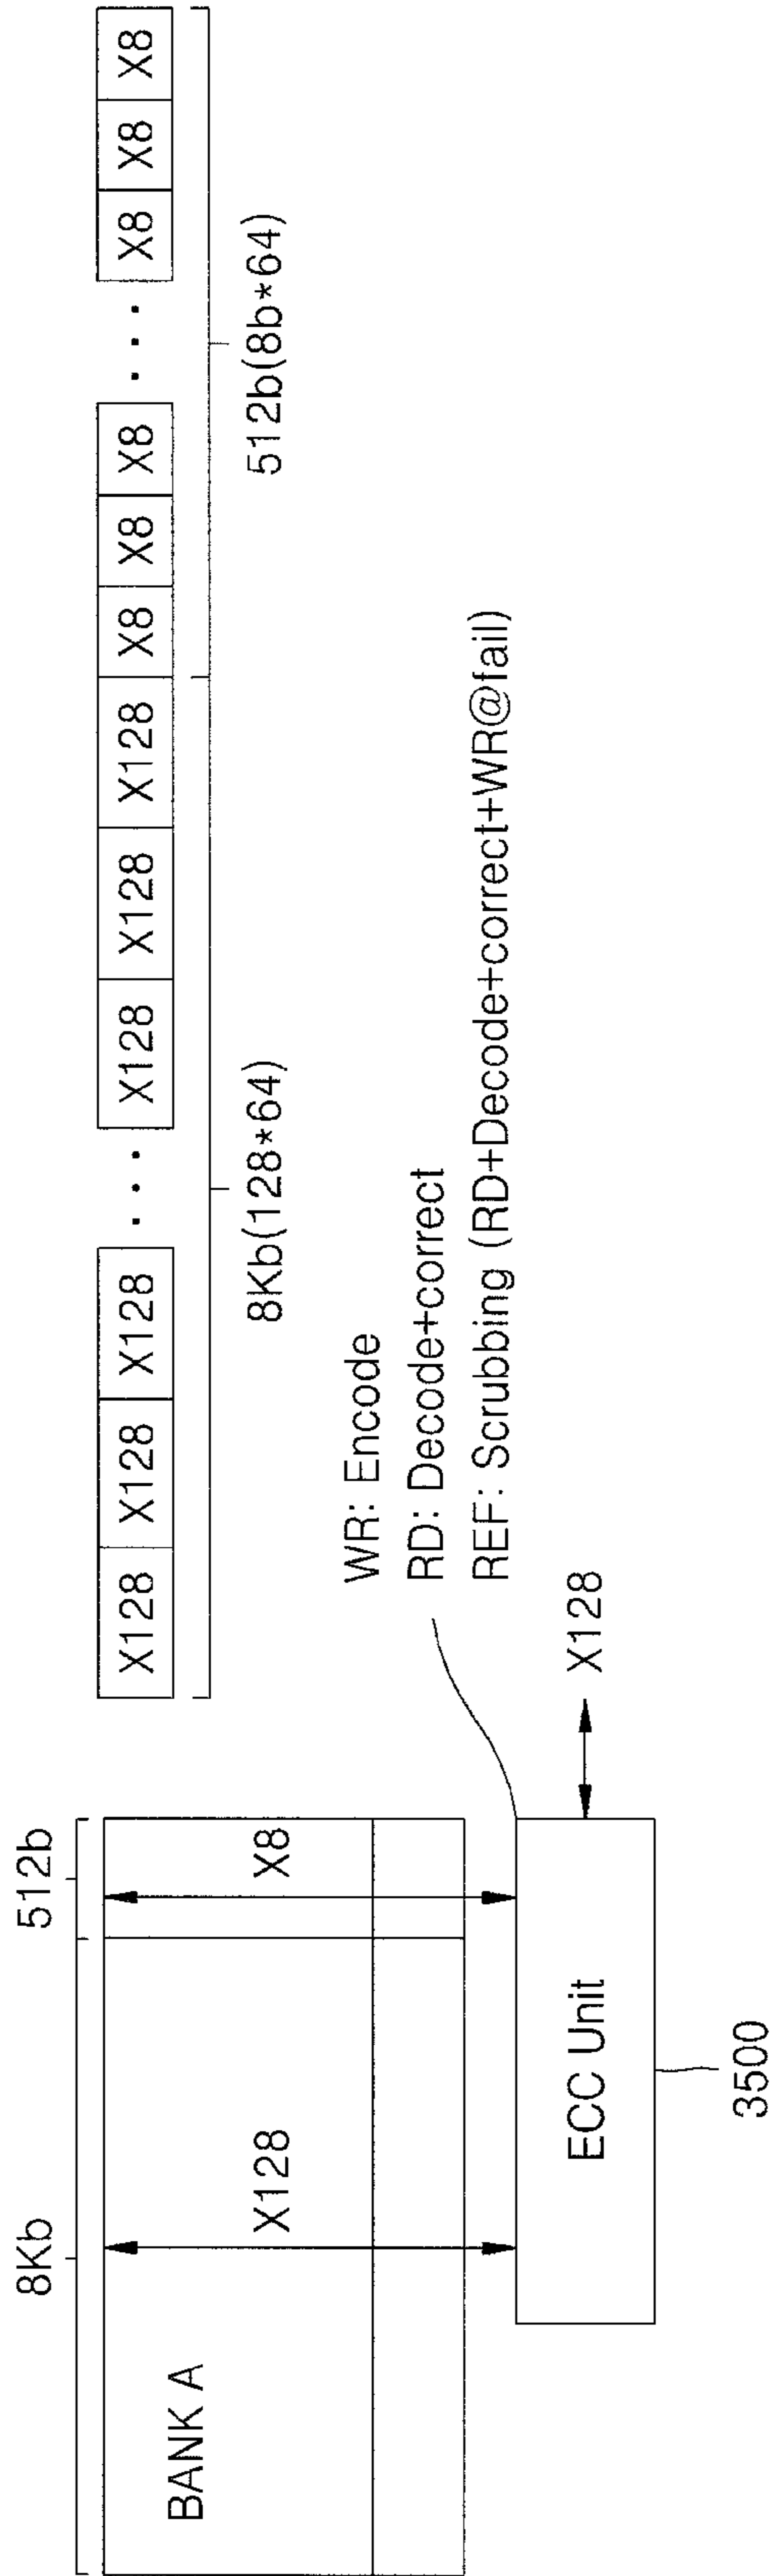 8Kb
512b
BANK A
X128
X8
ECC Unit
3500
X128
WR: Encode
RD: Decode+correct
REF: Scrubbing (RD+Decode+correct+WR@fail)
X128 X128 X128 ··· X128 X128 X128 X8 X8 X8 ··· X8 X8 X8
8Kb(128*64)
512b(8b*64)